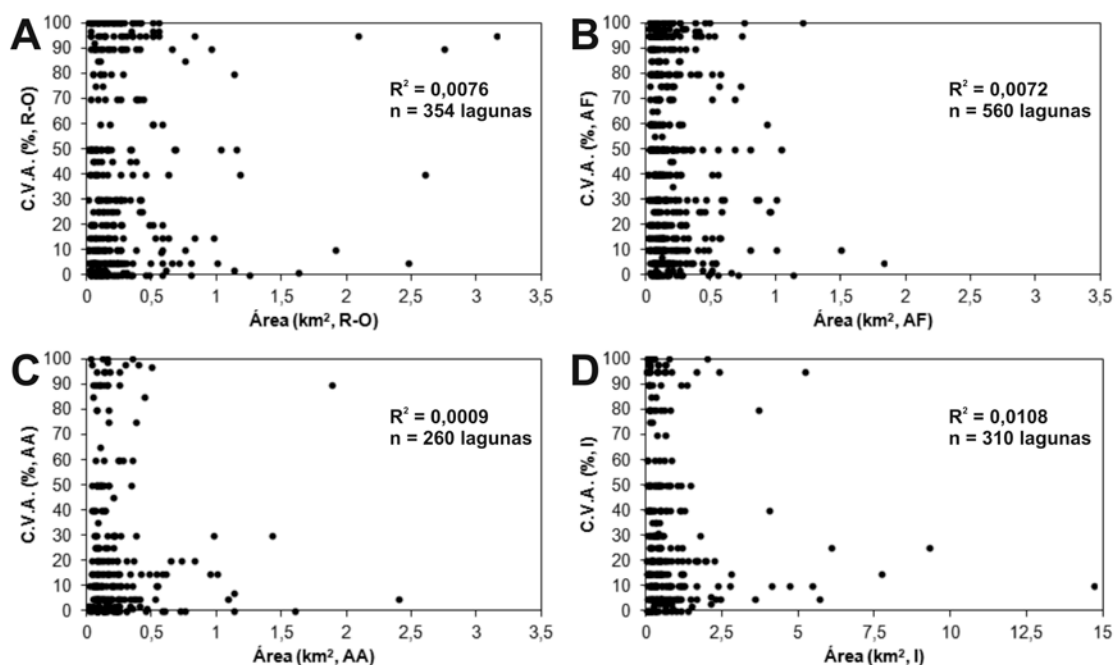 A
C.V.A. (%, R-O)
100
90
80
70
60
50
40
30
20
10
0
R² = 0,0076
n = 354 lagunas
0 0,5 1 1,5 2 2,5 3 3,5
Área (km², R-O)
B
C.V.A. (%, AF)
100
90
80
70
60
50
40
30
20
10
0
R² = 0,0072
n = 560 lagunas
0 0,5 1 1,5 2 2,5 3 3,5
Área (km², AF)
C
C.V.A. (%, AA)
100
90
80
70
60
50
40
30
20
10
0
R² = 0,0009
n = 260 lagunas
0 0,5 1 1,5 2 2,5 3 3,5
Área (km², AA)
D
C.V.A. (%, I)
100
90
80
70
60
50
40
30
20
10
0
R² = 0,0108
n = 310 lagunas
0 2,5 5 7,5 10 12,5 15
Área (km², I)